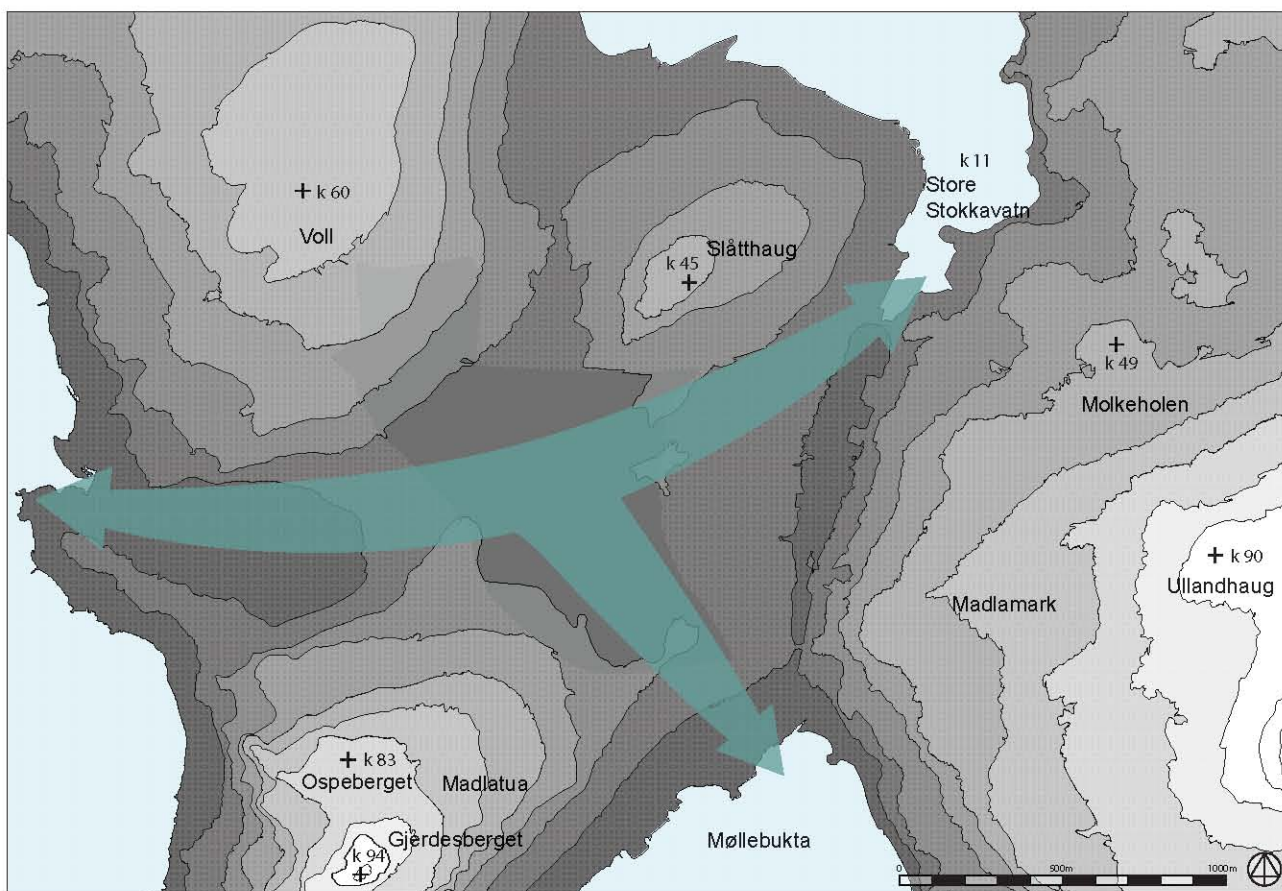 k 11
Store
Stokkavatn
k 60
Voll
Slåtthaug
k 45
k 49
Molkeholen
k 90
Ullandhaug
Madlamark
k 83
Ospeberget
Madlatua
Gjerdesberget
k 94
Møllebukta
0
500m
1000m